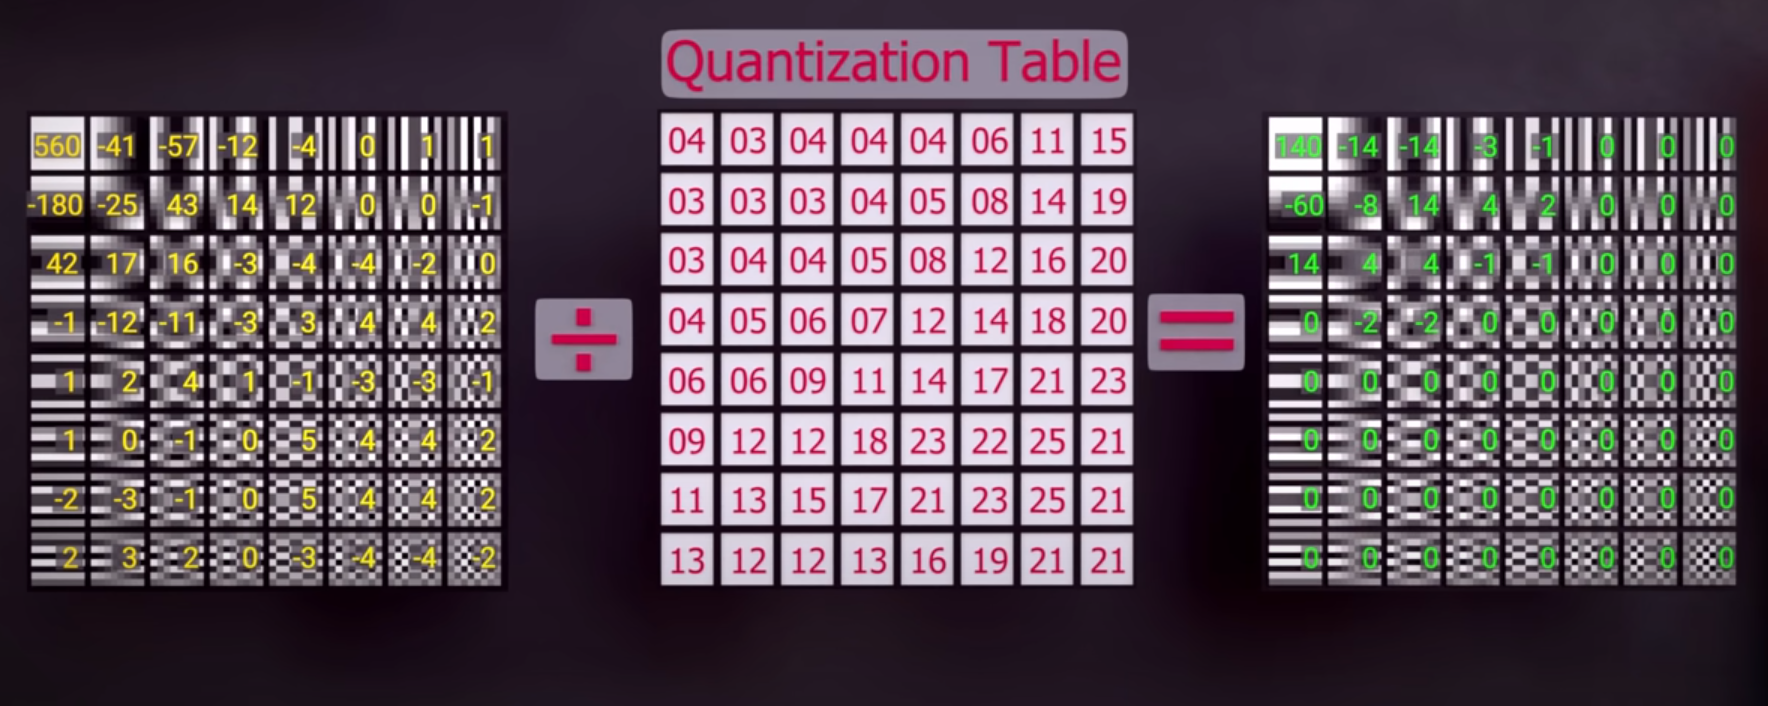 Quantization Table
560 -41 -57 -12 -4 0 1 1
-180 -25 43 14 12 0 0 -1
42 17 16 -3 -4 -4 -2 0
-1 -12 -11 -3 3 4 4 2
1 2 4 1 -1 -3 -3 -1
1 0 -1 0 5 4 4 2
-2 -3 -1 0 5 4 4 2
2 3 2 0 -3 -4 -4 -2
÷
04 03 04 04 04 06 11 15
03 03 03 04 05 08 14 19
03 04 04 05 08 12 16 20
04 05 06 07 12 14 18 20
06 06 09 11 14 17 21 23
09 12 12 18 23 22 25 21
11 13 15 17 21 23 25 21
13 12 12 13 16 19 21 21
=
140 -14 -14 -3 -1 0 0 0
-60 -8 14 4 2 0 0 0
14 4 4 -1 -1 0 0 0
0 -2 -2 0 0 0 0 0
0 0 0 0 0 0 0 0
0 0 0 0 0 0 0 0
0 0 0 0 0 0 0 0
0 0 0 0 0 0 0 0